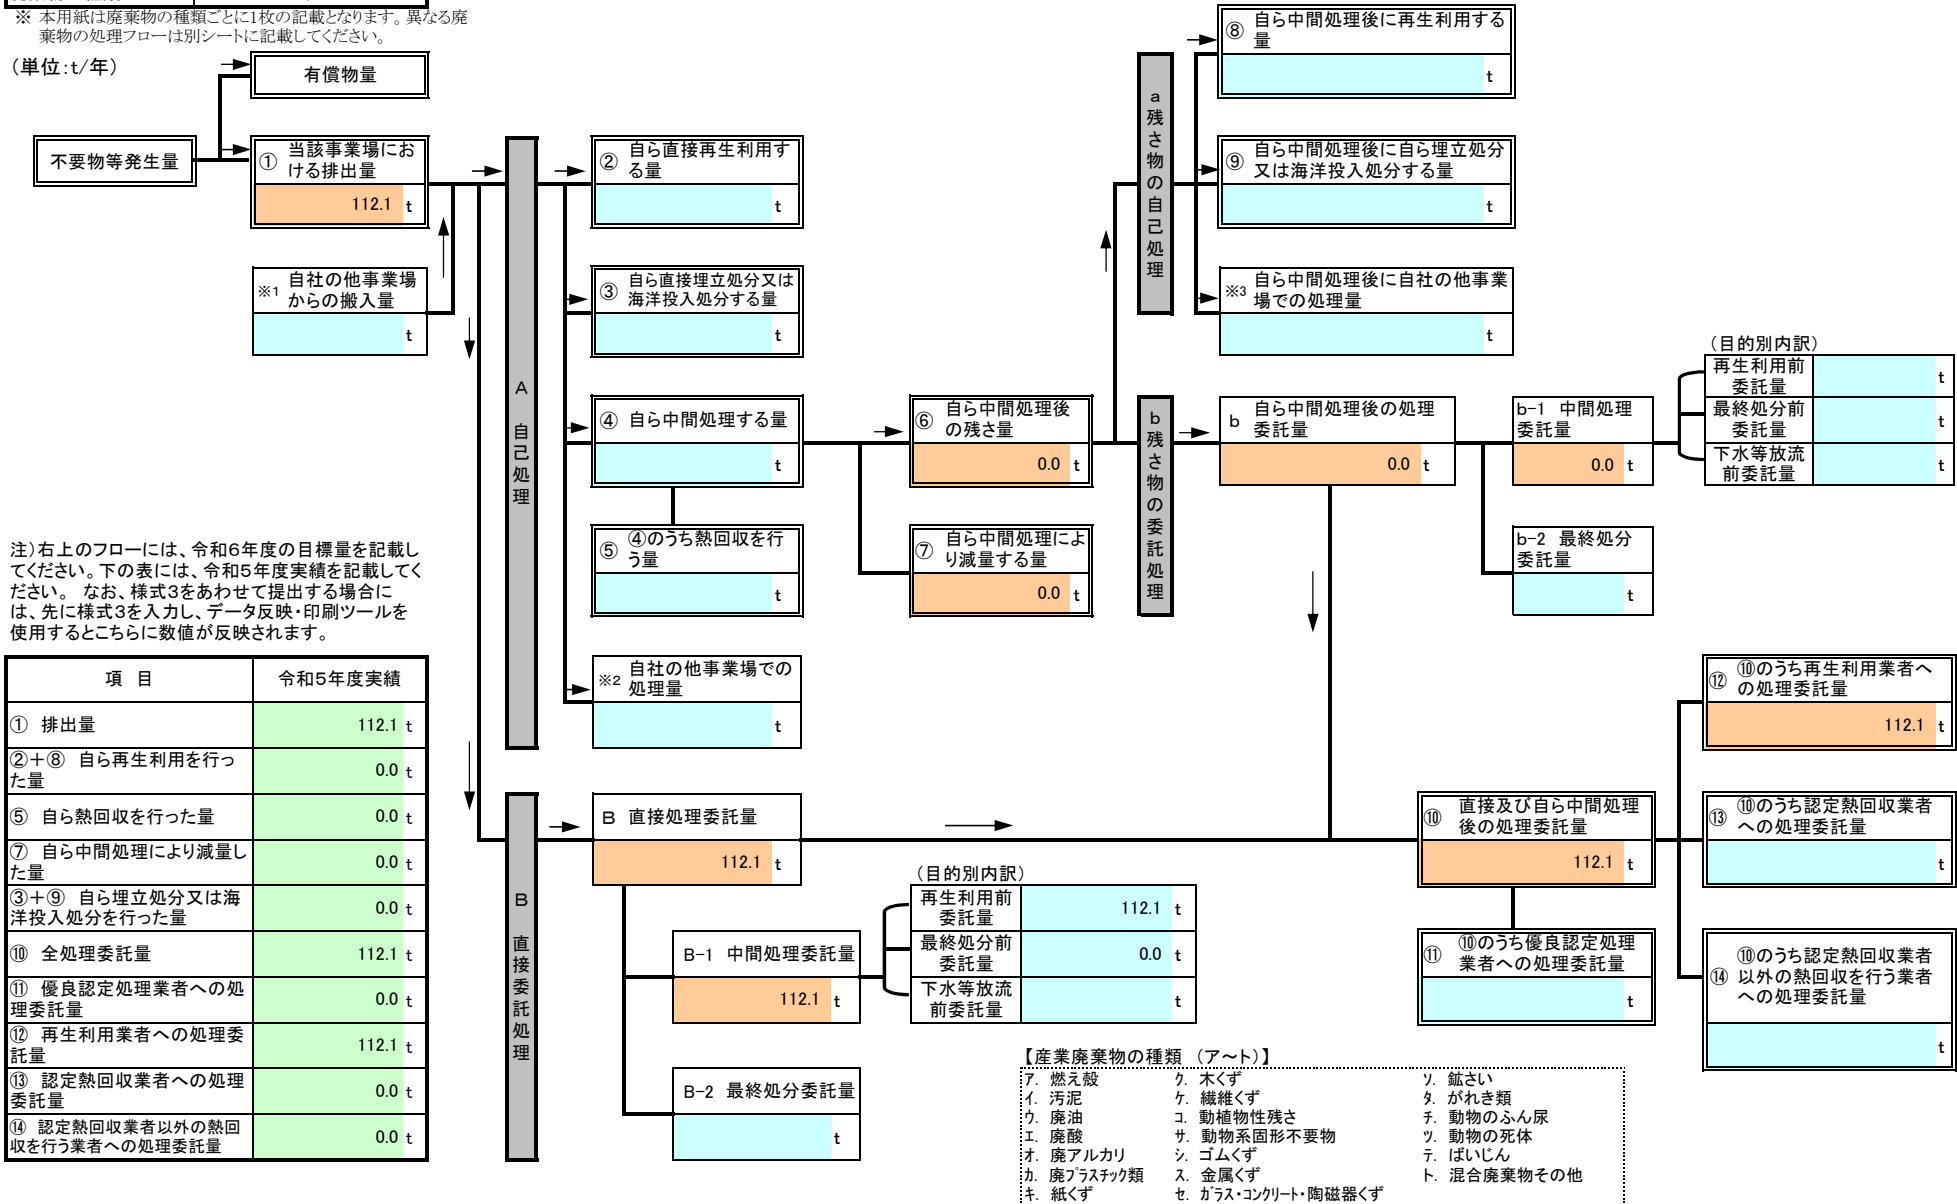 ※ 本用紙は廃棄物の種類ごとに1枚の記載となります。異なる廃
棄物の処理フローは別シートに記載してください。
(単位:t/年)
有償物量
不要物等発生量
① 当該事業場にお
ける排出量
112.1 t
※1 自社の他事業場
からの搬入量
t
A 自己処理
② 自ら直接再生利用す
る量
t
③ 自ら直接埋立処分又は
海洋投入処分する量
t
④ 自ら中間処理する量
t
⑤ ④のうち熱回収を行
う量
t
※2 自社の他事業場での
処理量
t
⑥ 自ら中間処理後
の残さ量
0.0 t
⑦ 自ら中間処理によ
り減量する量
0.0 t
a 残さ物の自己処理
⑧ 自ら中間処理後に再生利用する
量
t
⑨ 自ら中間処理後に自ら埋立処分
又は海洋投入処分する量
t
※3 自ら中間処理後に自社の他事業
場での処理量
t
b 残さ物の委託処理
b 自ら中間処理後の処理
委託量
0.0 t
b-1 中間処理
委託量
0.0 t
b-2 最終処分
委託量
t
(目的別内訳)
再生利用前
委託量
t
最終処分前
委託量
t
下水等放流
前委託量
t
注)右上のフローには、令和6年度の目標量を記載し
てください。下の表には、令和5年度実績を記載してく
ださい。 なお、様式3をあわせて提出する場合に
は、先に様式3を入力し、データ反映・印刷ツールを
使用するとこちらに数値が反映されます。
項 目 令和5年度実績
① 排出量 112.1 t
②+⑧ 自ら再生利用を行っ
た量 0.0 t
⑤ 自ら熱回収を行った量 0.0 t
⑦ 自ら中間処理により減量し
た量 0.0 t
③+⑨ 自ら埋立処分又は海
洋投入処分を行った量 0.0 t
⑩ 全処理委託量 112.1 t
⑪ 優良認定処理業者への処
理委託量 0.0 t
⑫ 再生利用業者への処理委
託量 112.1 t
⑬ 認定熱回収業者への処理
委託量 0.0 t
⑭ 認定熱回収業者以外の熱回
収を行う業者への処理委託量 0.0 t
B 直接委託処理
B 直接処理委託量
112.1 t
B-1 中間処理委託量
112.1 t
B-2 最終処分委託量
t
(目的別内訳)
再生利用前
委託量
112.1 t
最終処分前
委託量
0.0 t
下水等放流
前委託量
t
⑩ 直接及び自ら中間処理
後の処理委託量
112.1 t
⑪ ⑩のうち優良認定処理
業者への処理委託量
t
⑫ ⑩のうち再生利用業者へ
の処理委託量
112.1 t
⑬ ⑩のうち認定熱回収業者
への処理委託量
t
⑭ ⑩のうち認定熱回収業者
以外の熱回収を行う業者
への処理委託量
t
【産業廃棄物の種類 (ア~ト)】
ア. 燃え殻 ク. 木くず ソ. 鉱さい
イ. 汚泥 ケ. 繊維くず タ. がれき類
ウ. 廃油 コ. 動植物性残さ チ. 動物のふん尿
エ. 廃酸 サ. 動物系固形不要物 ツ. 動物の死体
オ. 廃アルカリ シ. ゴムくず テ. ばいじん
カ. 廃プラスチック類 ス. 金属くず ト. 混合廃棄物その他
キ. 紙くず セ. ガラス・コンクリート・陶磁器くず